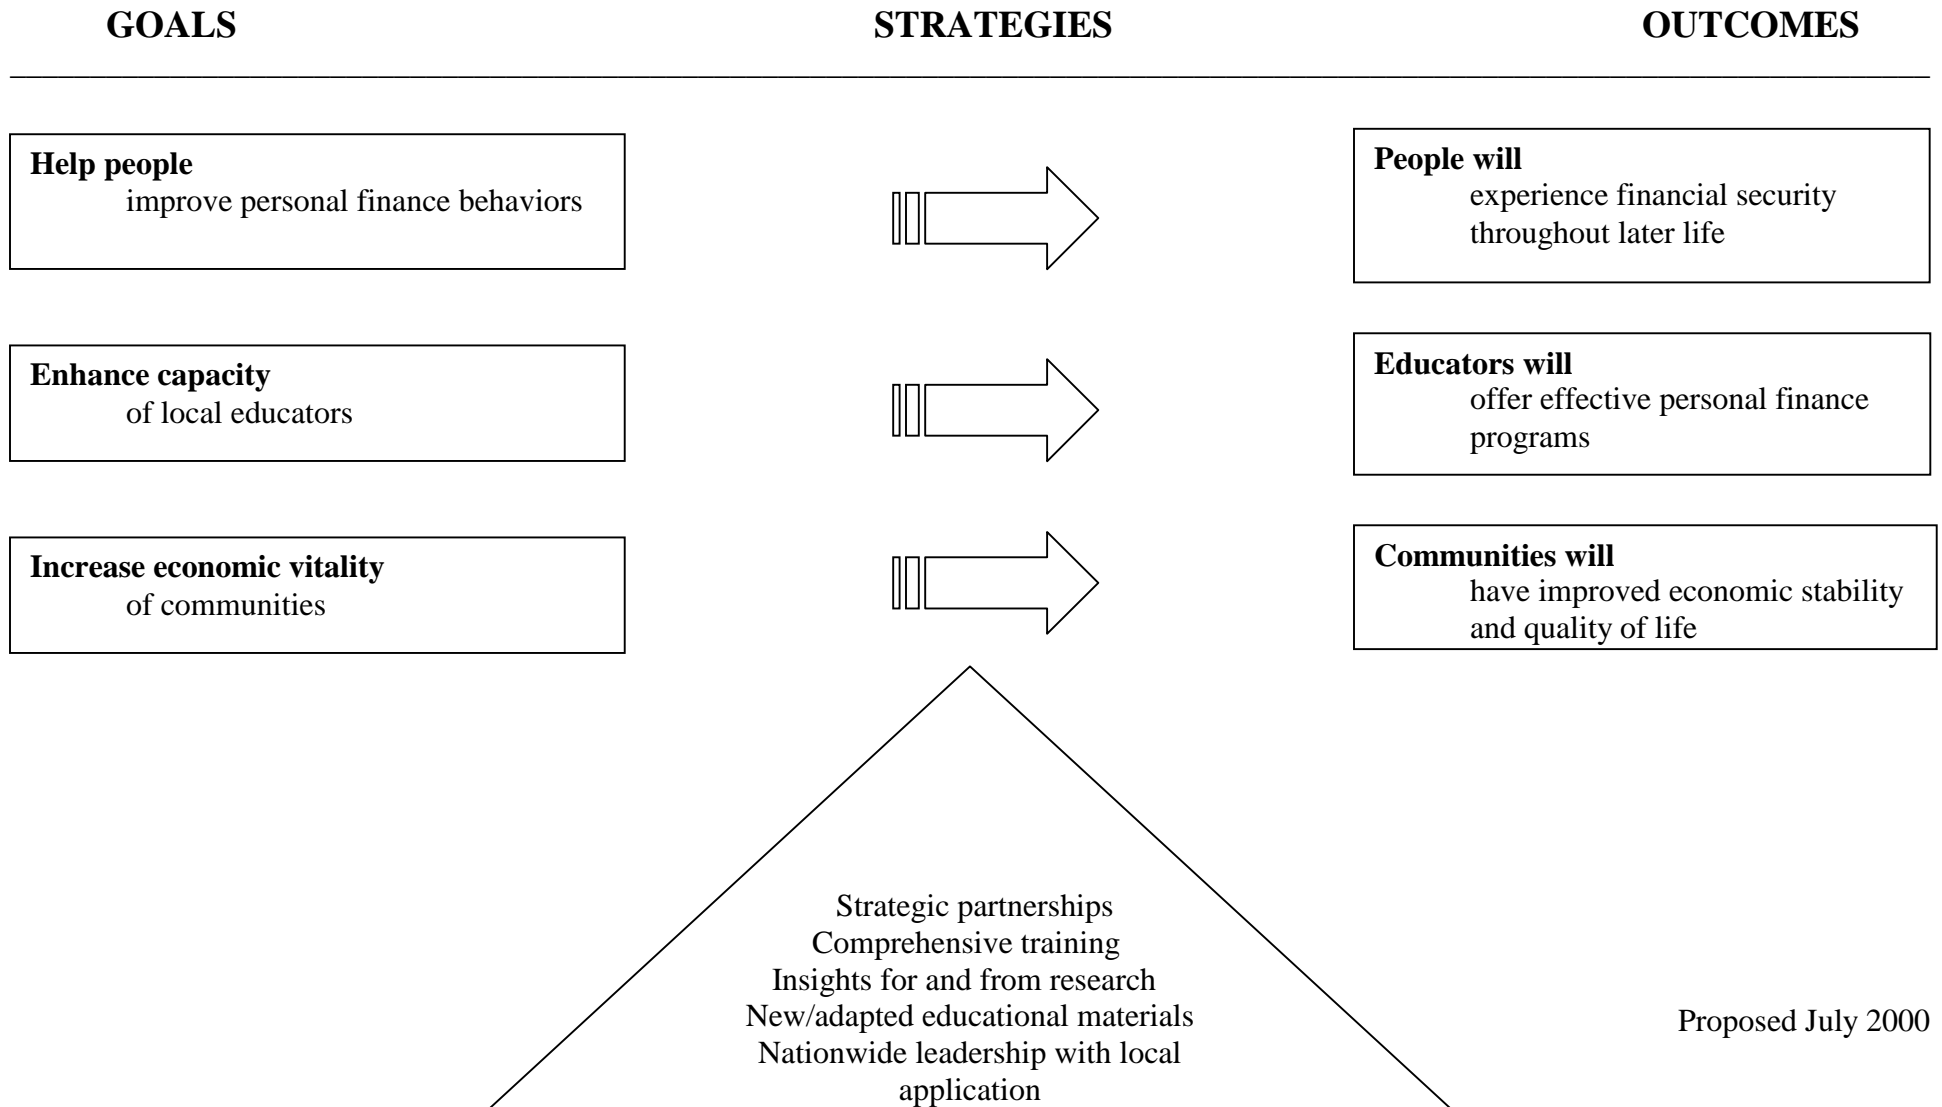 GOALS STRATEGIES OUTCOMES
Help people
improve personal finance behaviors
People will
experience financial security
throughout later life
Enhance capacity
of local educators
Educators will
offer effective personal finance
programs
Increase economic vitality
of communities
Communities will
have improved economic stability
and quality of life
Strategic partnerships
Comprehensive training
Insights for and from research
New/adapted educational materials
Nationwide leadership with local
application
Proposed July 2000